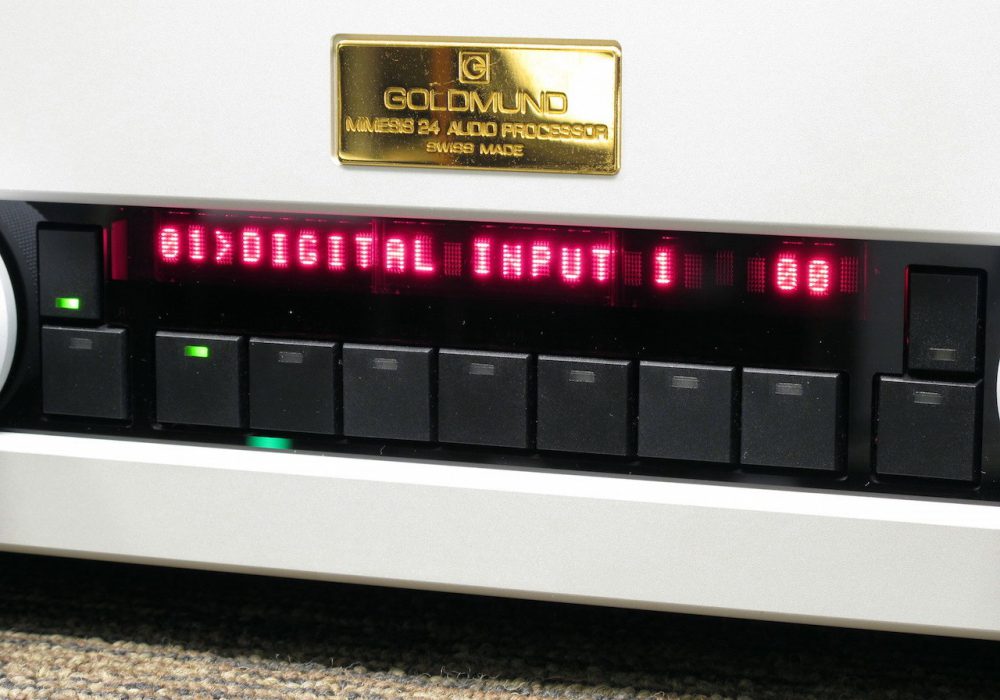 G
GOLDMUND
MIMESIS 24 AUDIO PROCESSOR
SWISS MADE
01>DIGITAL INPUT 1 00